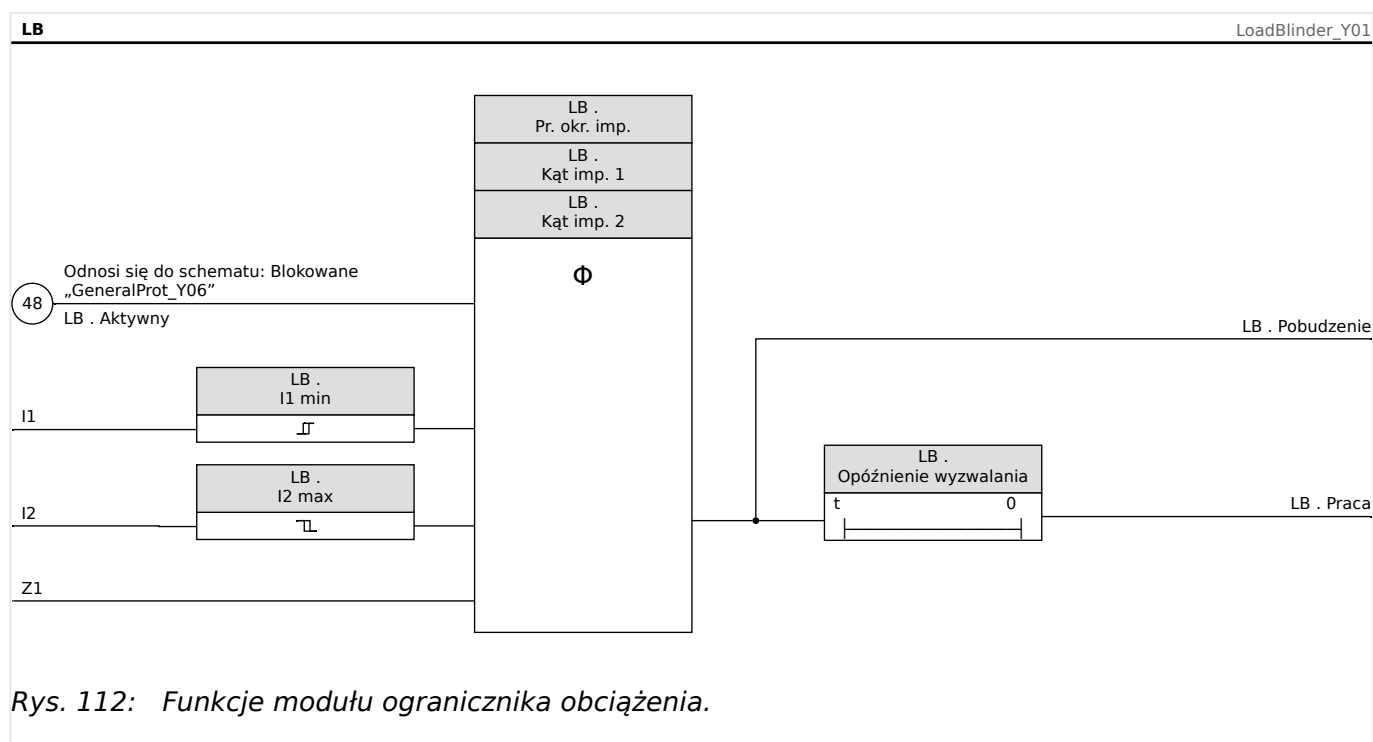 LB
LoadBlinder_Y01
LB .
Pr. okr. imp.
LB .
Kąt imp. 1
LB .
Kąt imp. 2
Φ
Odnosi się do schematu: Blokowane
„GeneralProt_Y06”
48
LB . Aktywny
LB . Pobudzenie
LB .
I1 min
I1
LB .
I2 max
I2
LB .
Opóźnienie wyzwalania
t 0
LB . Praca
Z1
Rys. 112: Funkcje modułu ogranicznika obciążenia.